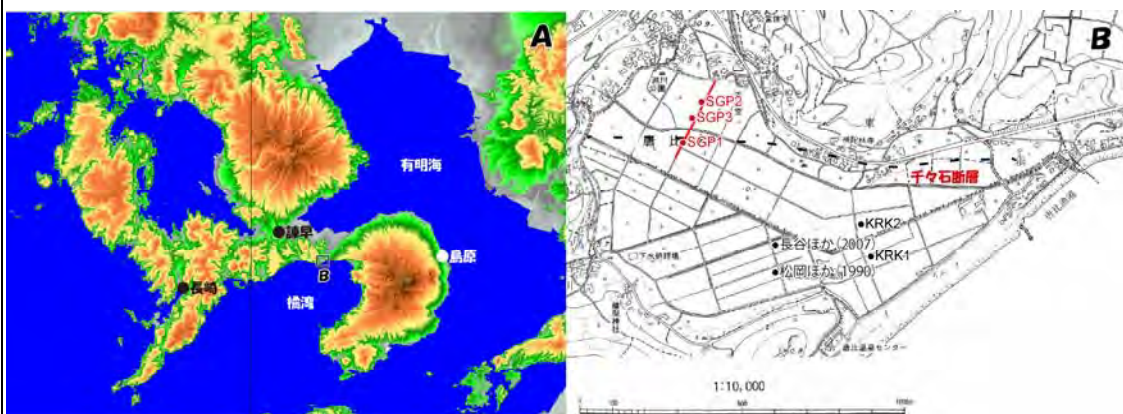 A
有明海
諫早
島原
B
長崎
橘湾
B
SGP2
SGP3
SGP1
千々石断層
KRK2
長谷ほか(2007)
KRK1
松岡ほか(1990)
1:10,000